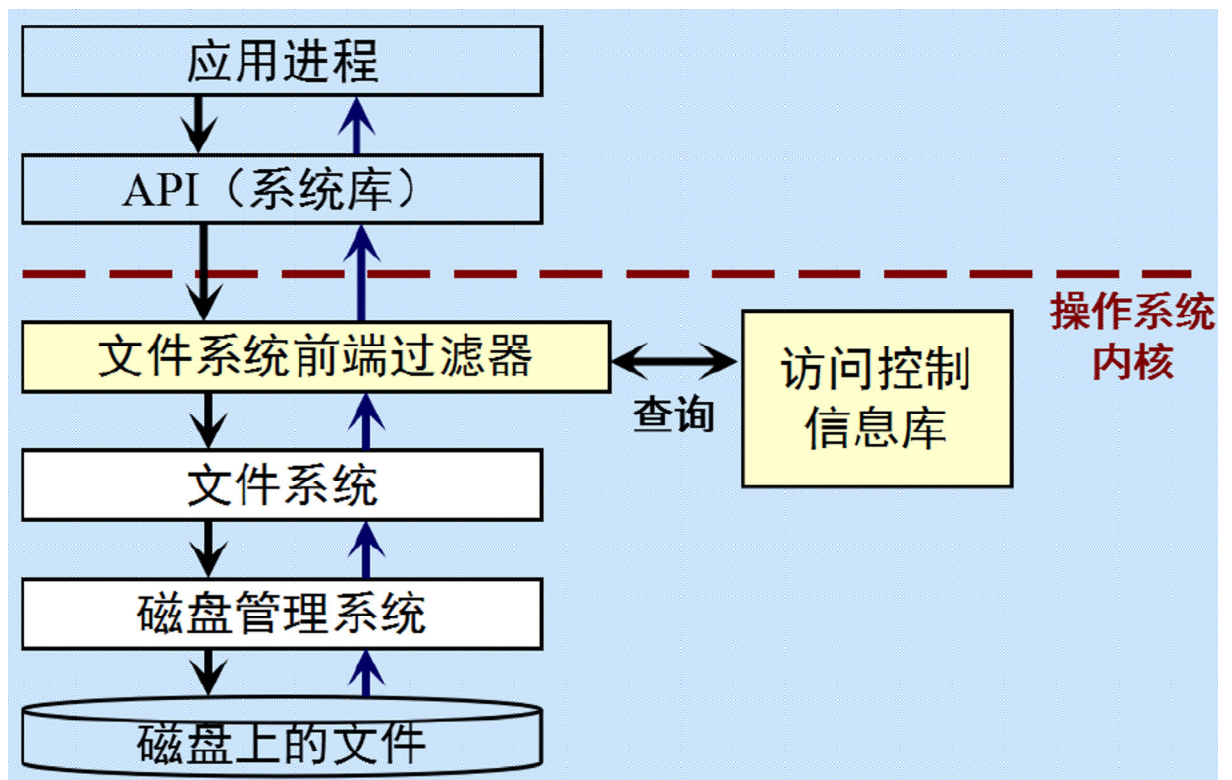 应用进程
API（系统库）
操作系统
内核
文件系统前端过滤器
查询
访问控制
信息库
文件系统
磁盘管理系统
磁盘上的文件